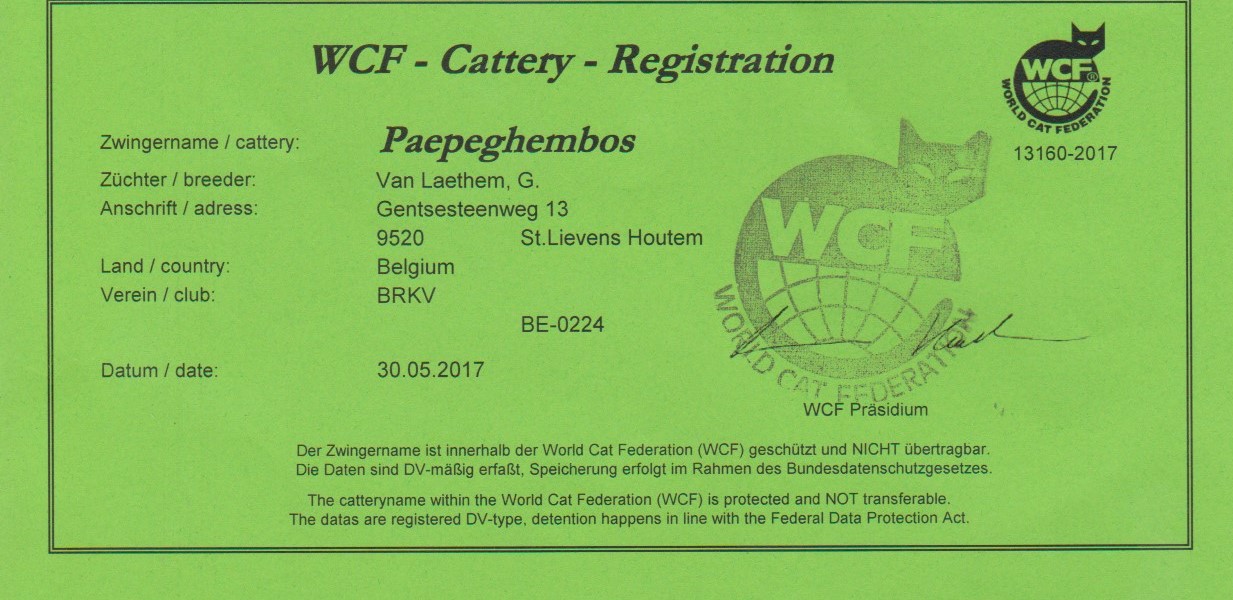 WCF - Cattery - Registration
WCF®
WORLD CAT FEDERATION
13160-2017
Zwingername / cattery: Paepeghembos
Züchter / breeder: Van Laethem, G.
Anschrift / adress: Gentsesteenweg 13
9520 St.Lievens Houtem
Land / country: Belgium
Verein / club: BRKV
BE-0224
Datum / date: 30.05.2017
WCF
WORLD CAT FEDERATION
WCF Präsidium
Der Zwingername ist innerhalb der World Cat Federation (WCF) geschützt und NICHT übertragbar.
Die Daten sind DV-mäßig erfaßt, Speicherung erfolgt im Rahmen des Bundesdatenschutzgesetzes.
The catteryname within the World Cat Federation (WCF) is protected and NOT transferable.
The datas are registered DV-type, detention happens in line with the Federal Data Protection Act.